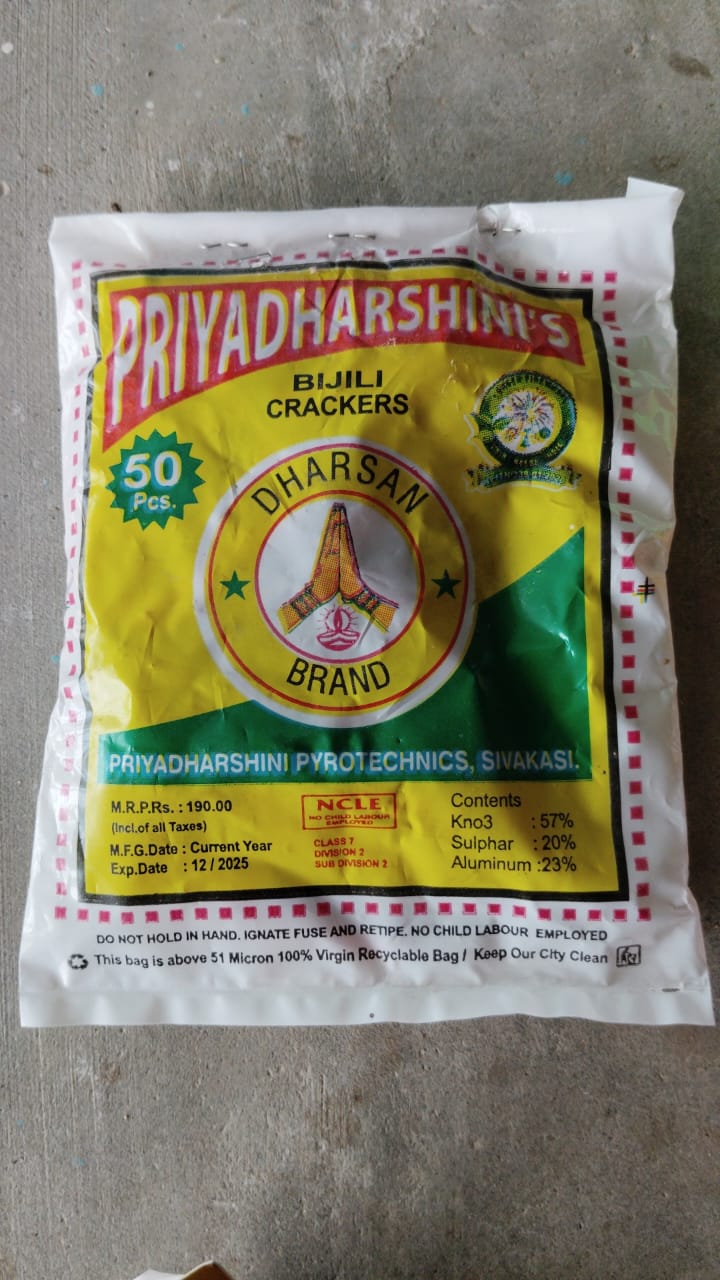 PRIYADHARSHINI'S
BIJILI
CRACKERS
50
Pcs.
DHARSAN
BRAND
PRIYADHARSHINI PYROTECHNICS, SIVAKASI.
M.R.P.Rs. : 190.00
(Incl.of all Taxes)
M.F.G.Date : Current Year
Exp.Date : 12 / 2025
NCLE
NO CHILD LABOUR
EMPLOYED
CLASS 7
DIVISION 2
SUB DIVISION 2
Contents
Kno3 : 57%
Sulphar : 20%
Aluminum :23%
DO NOT HOLD IN HAND. IGNATE FUSE AND RETIPE. NO CHILD LABOUR EMPLOYED
This bag is above 51 Micron 100% Virgin Recyclable Bag / Keep Our City Clean